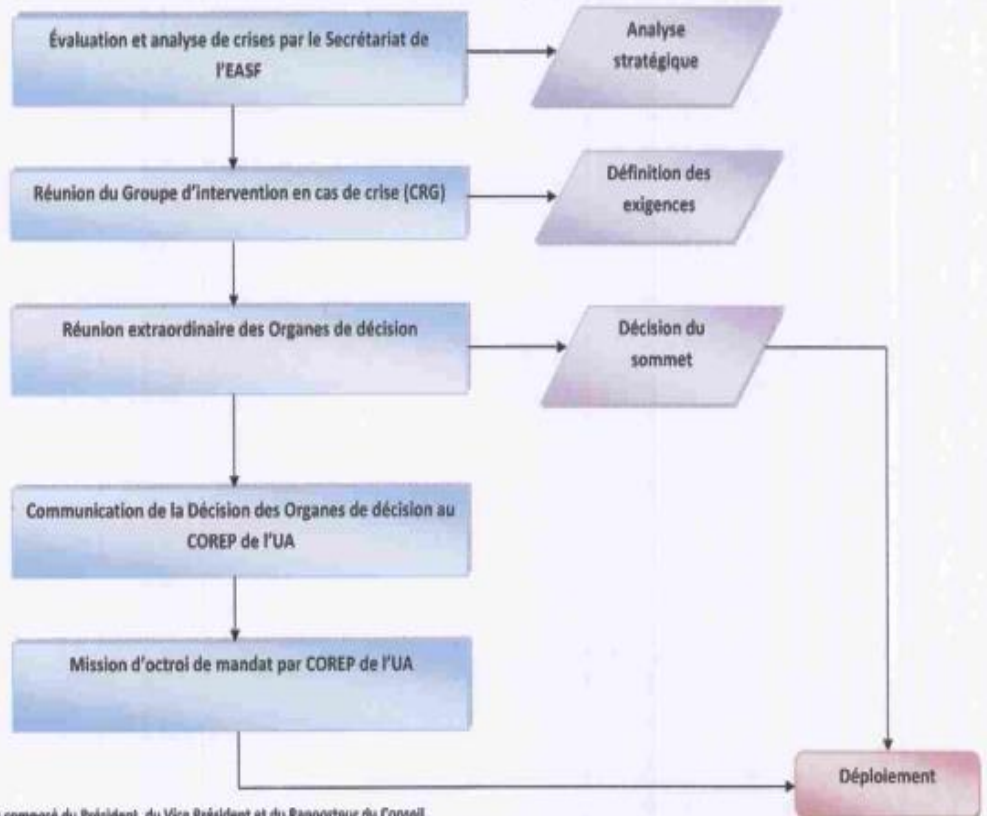 Évaluation et analyse de crises par le Secrétariat de
l'EASF
Analyse
stratégique
Réunion du Groupe d'intervention en cas de crise (CRG)
Définition des
exigences
Réunion extraordinaire des Organes de décision
Décision du
sommet
Communication de la Décision des Organes de décision au
COREP de l'UA
Mission d'octroi de mandat par COREP de l'UA
Déploiement
composé du Président, du Vice Président et du Rapporteur du Conseil